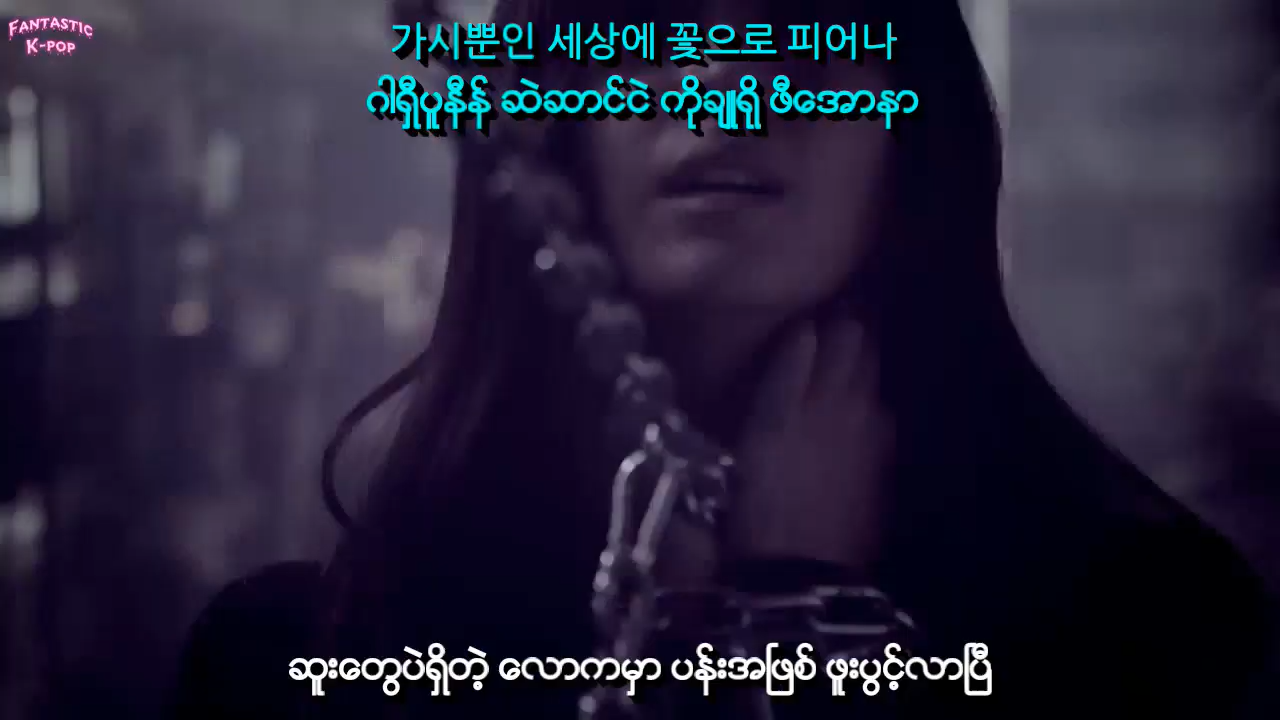 FANTASTIC
K-POP
가시뿐인 세상에 꽃으로 피어나
ဂါရှီပူနီန် ဆဲဆာင်ငဲ ကိုချူရို ဖီအောနာ
ဆူးတွေပဲရှိတဲ့ လောကမှာ ပန်းအဖြစ် ဖူးပွင့်လာပြီ